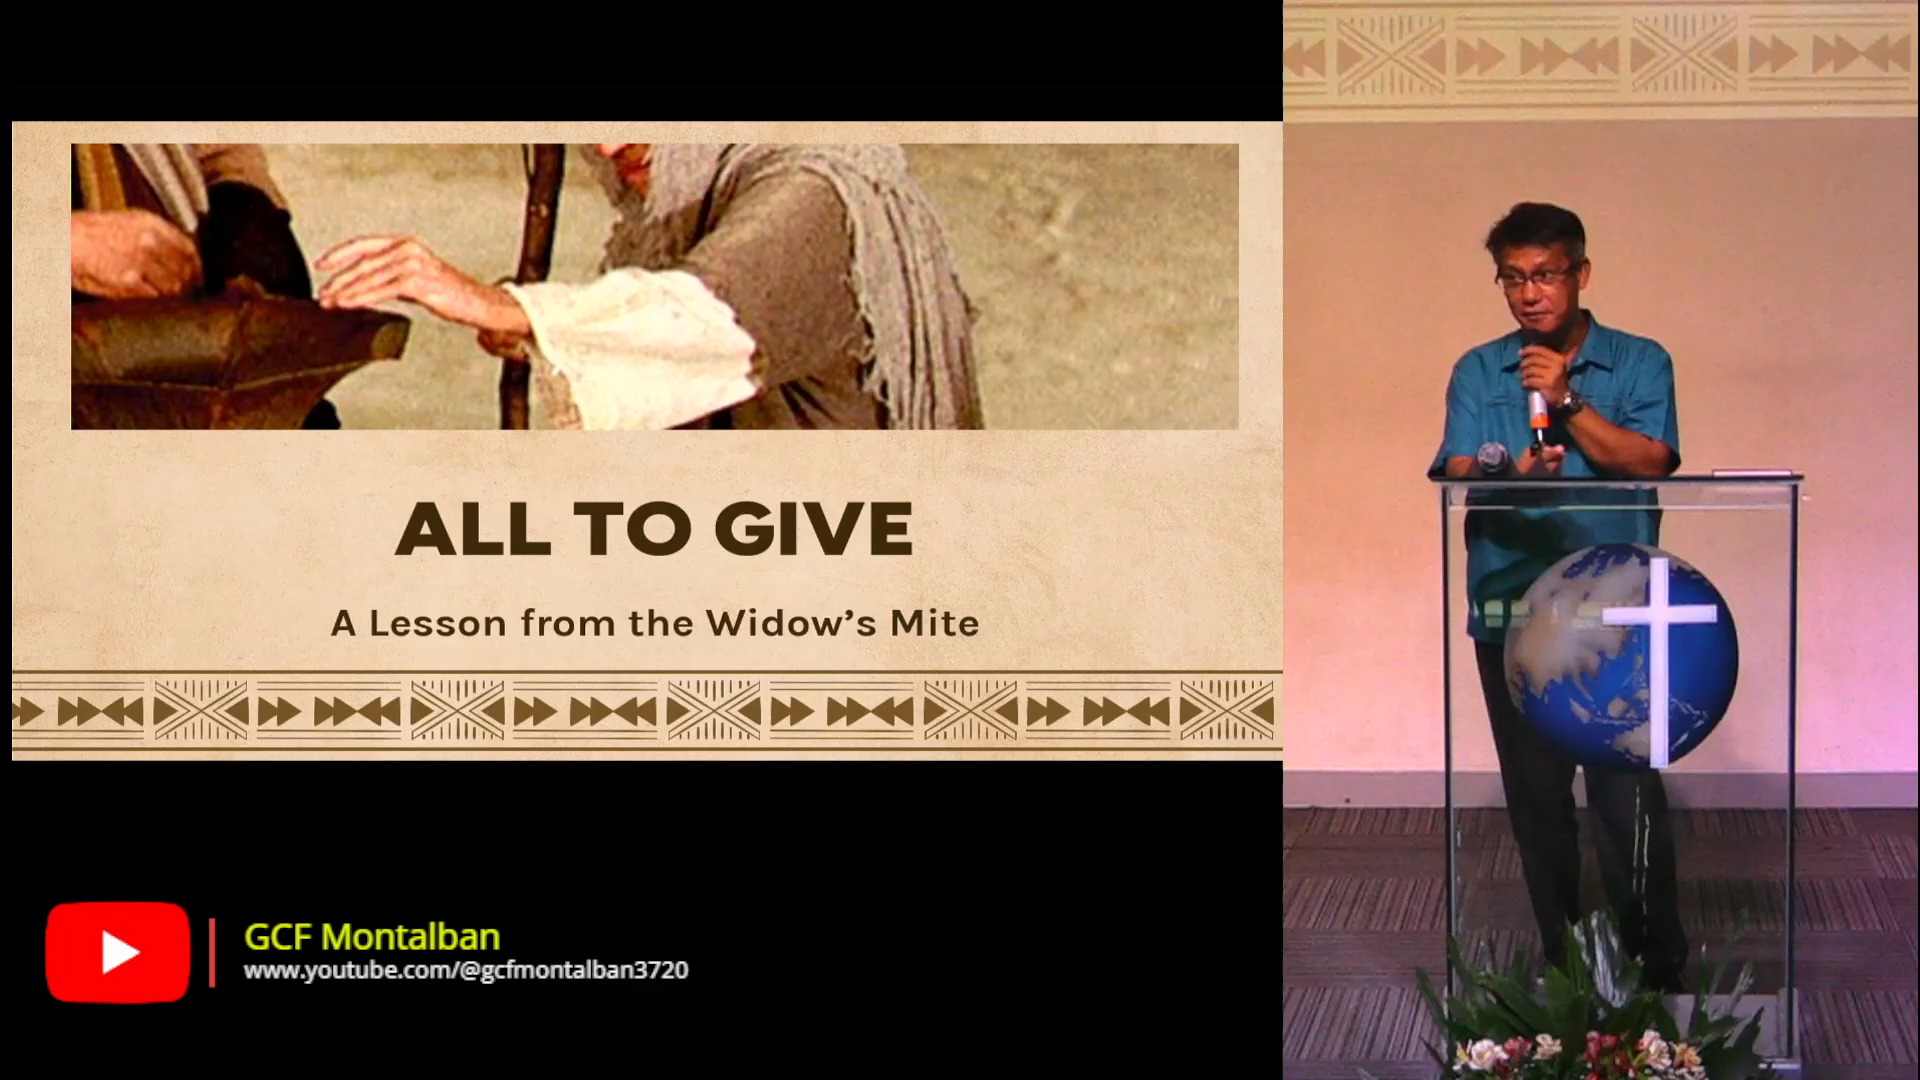 ALL TO GIVE
A Lesson from the Widow’s Mite
GCF Montalban
www.youtube.com/@gcfmontalban3720